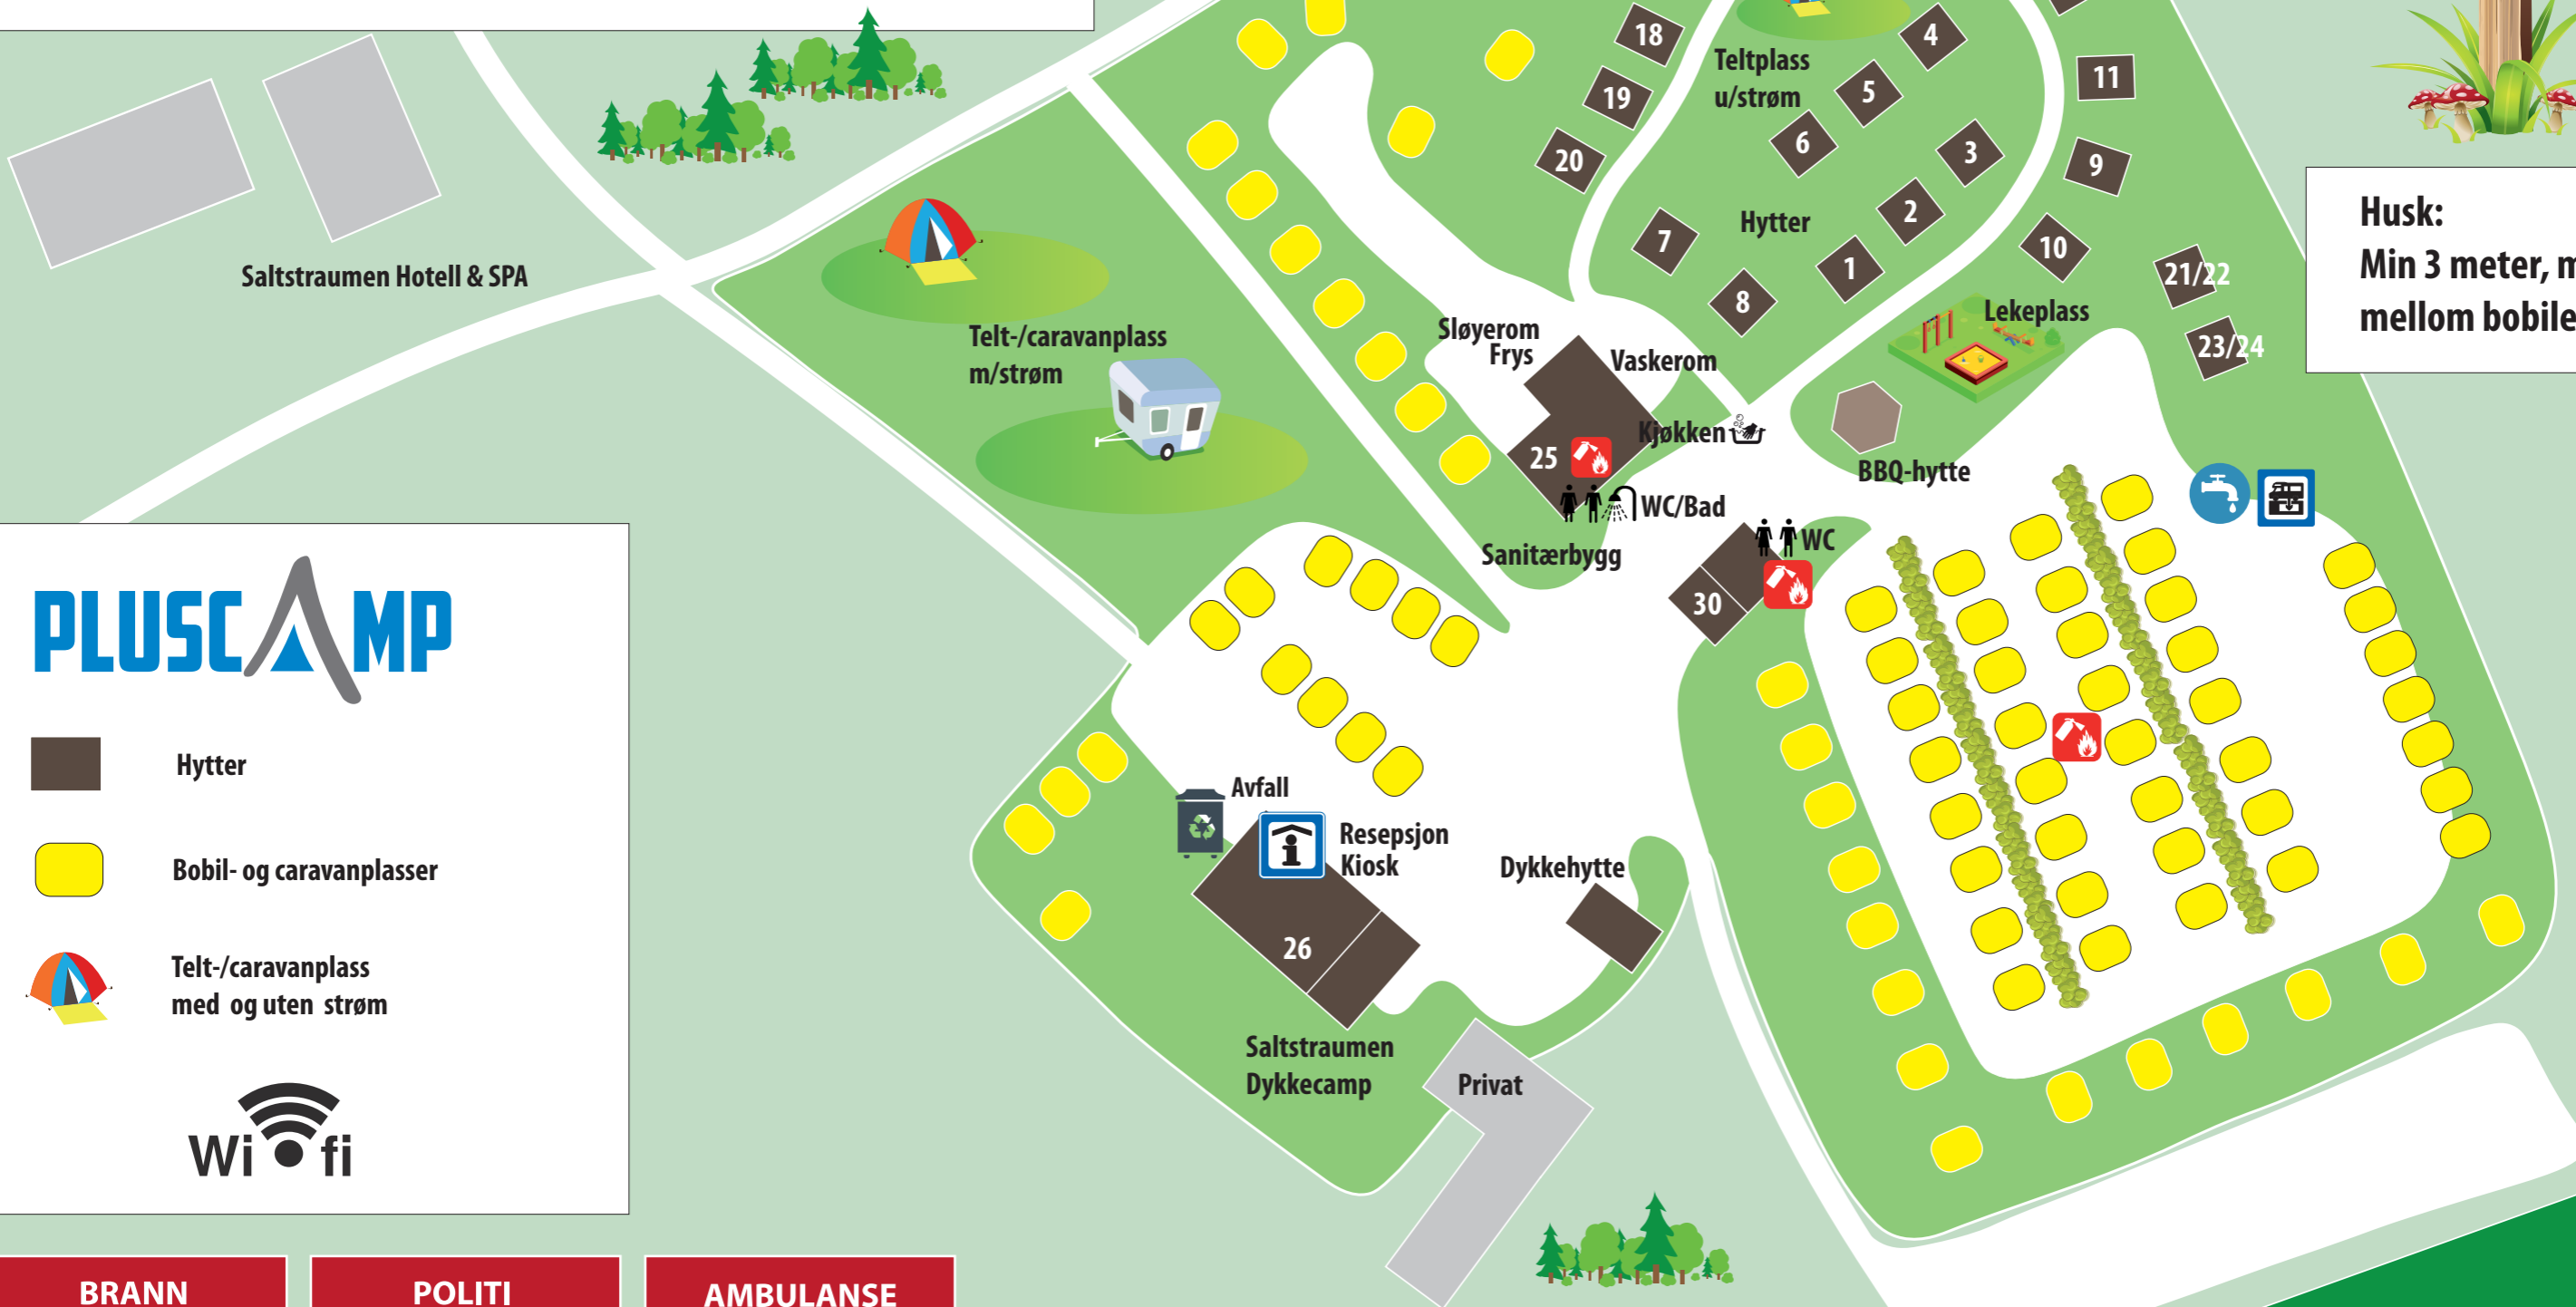 18
4
Teltplass
u/strøm
11
19
5
6
20
3
9
2
Hytter
7
10
1
21/22
8
Husk:
Min 3 meter, m
mellom bobile
Saltstraumen Hotell & SPA
Lekeplass
23/24
Sløyerom
Frys
Vaskerom
Telt-/caravanplass
m/strøm
Kjøkken
25
BBQ-hytte
WC/Bad
WC
Sanitærbygg
30
PLUSCAMP
Hytter
Bobil- og caravanplasser
Telt-/caravanplass
med og uten strøm
Wi fi
Avfall
Resepsjon
Kiosk
Dykkehytte
26
Saltstraumen
Dykkecamp
Privat
BRANN
POLITI
AMBULANSE